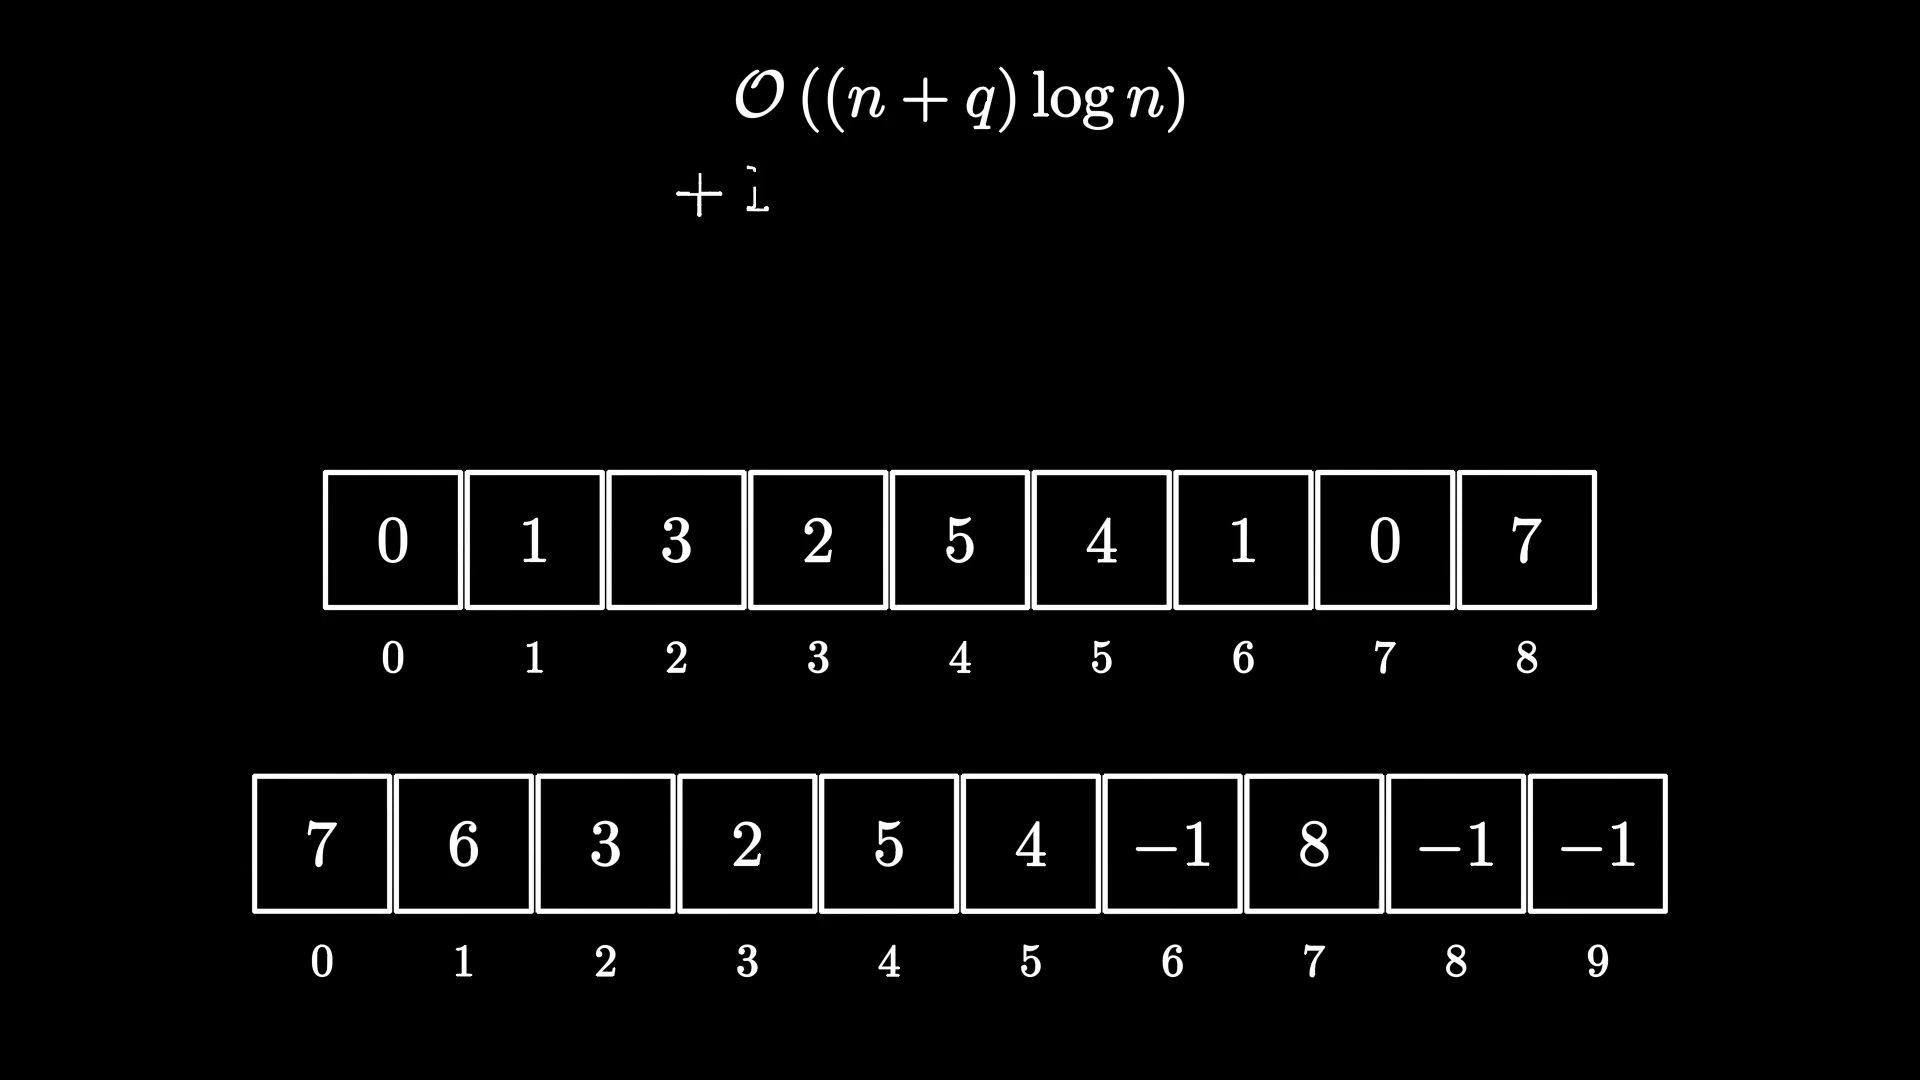 𝒪((n + q) log n)
+
0 1 3 2 5 4 1 0 7
0 1 2 3 4 5 6 7 8
7 6 3 2 5 4 −1 8 −1 −1
0 1 2 3 4 5 6 7 8 9